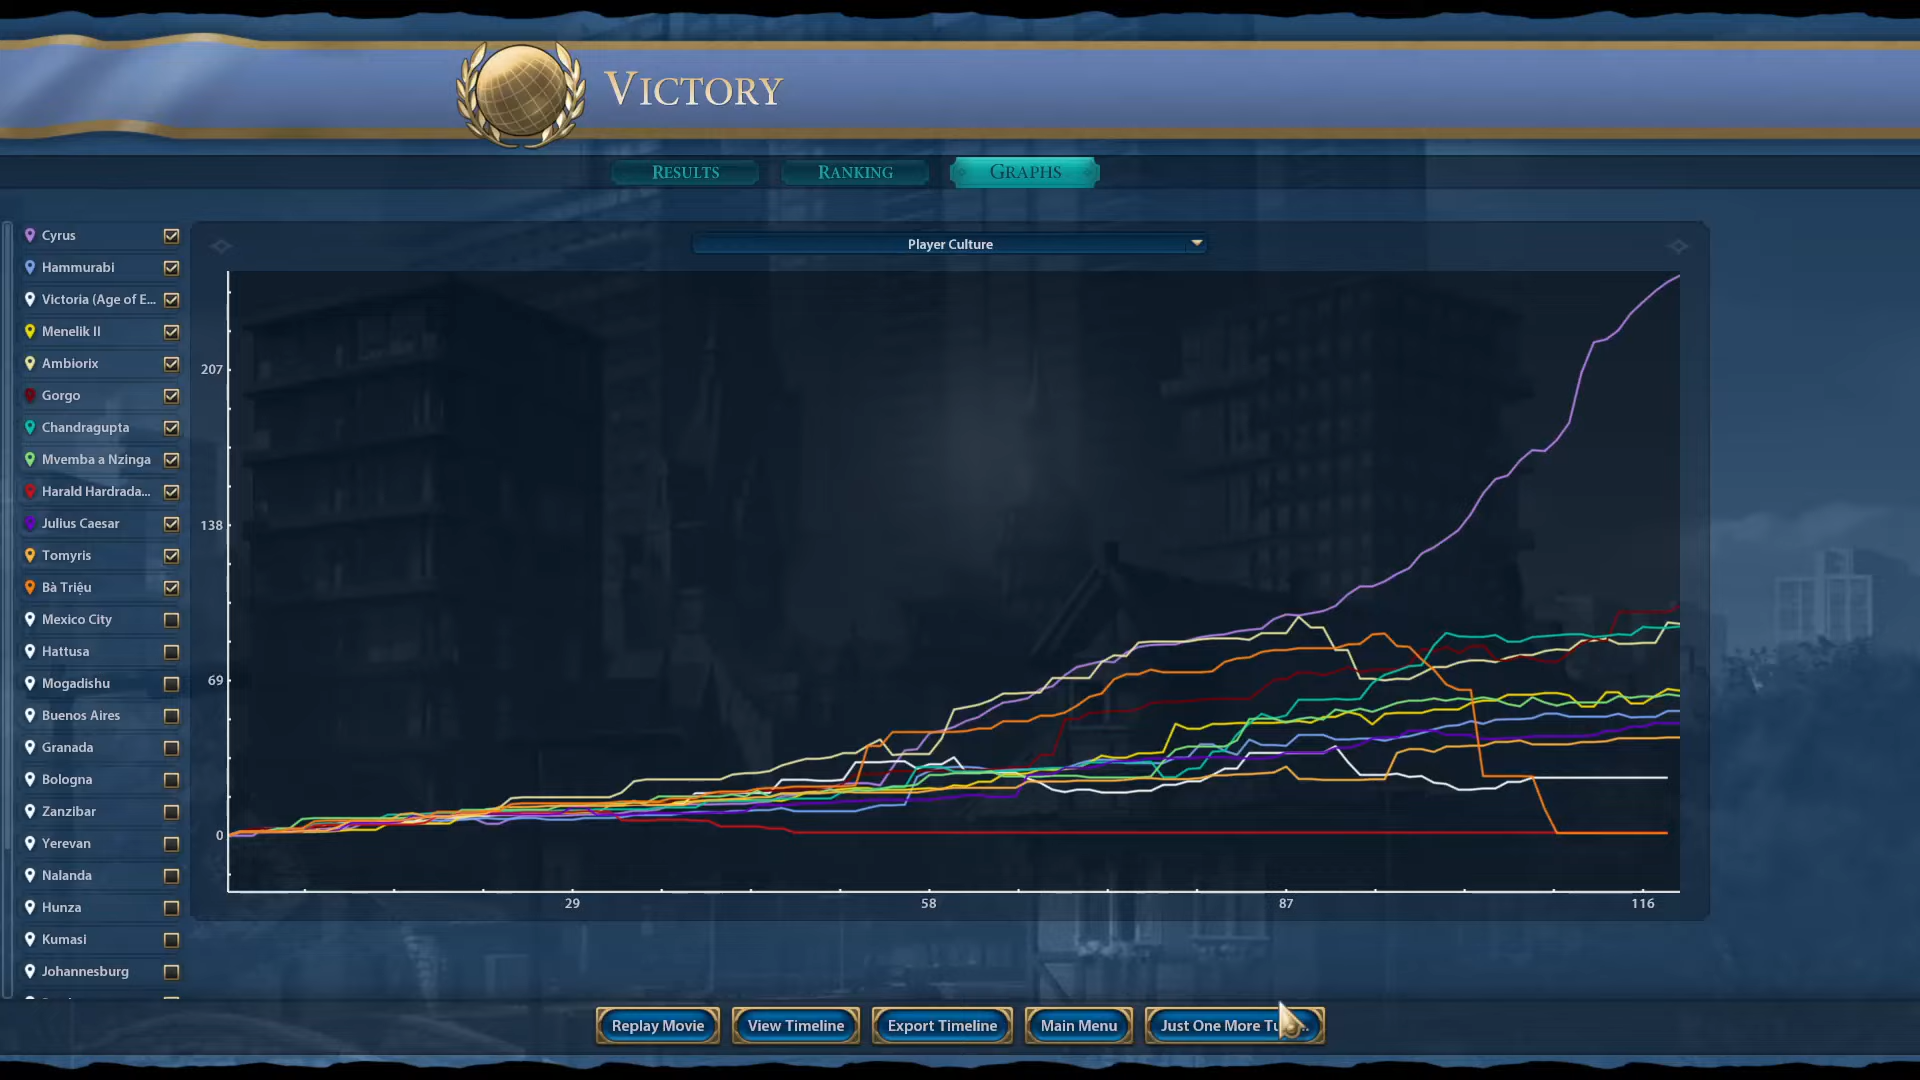 VICTORY
RESULTS
RANKING
GRAPHS
Cyrus
Hammurabi
Victoria (Age of E...
Menelik II
Ambiorix
Gorgo
Chandragupta
Mvemba a Nzinga
Harald Hardrada...
Julius Caesar
Tomyris
Bà Triệu
Mexico City
Hattusa
Mogadishu
Buenos Aires
Granada
Bologna
Zanzibar
Yerevan
Nalanda
Hunza
Kumasi
Johannesburg
Player Culture
207
138
69
0
29
58
87
116
Replay Movie
View Timeline
Export Timeline
Main Menu
Just One More